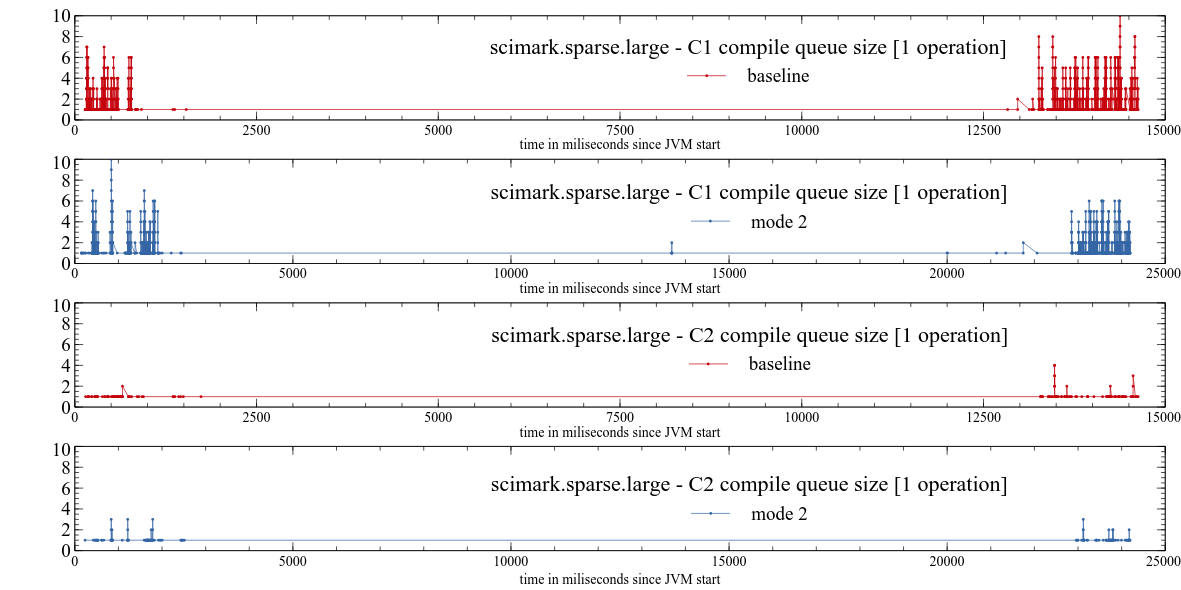 10
8
6
4
2
0
scimark.sparse.large - C1 compile queue size [1 operation]
baseline
0 2500 5000 7500 10000 12500 15000
time in miliseconds since JVM start
10
8
6
4
2
0
scimark.sparse.large - C1 compile queue size [1 operation]
mode 2
0 5000 10000 15000 20000 25000
time in miliseconds since JVM start
10
8
6
4
2
0
scimark.sparse.large - C2 compile queue size [1 operation]
baseline
0 2500 5000 7500 10000 12500 15000
time in miliseconds since JVM start
10
8
6
4
2
0
scimark.sparse.large - C2 compile queue size [1 operation]
mode 2
0 5000 10000 15000 20000 25000
time in miliseconds since JVM start